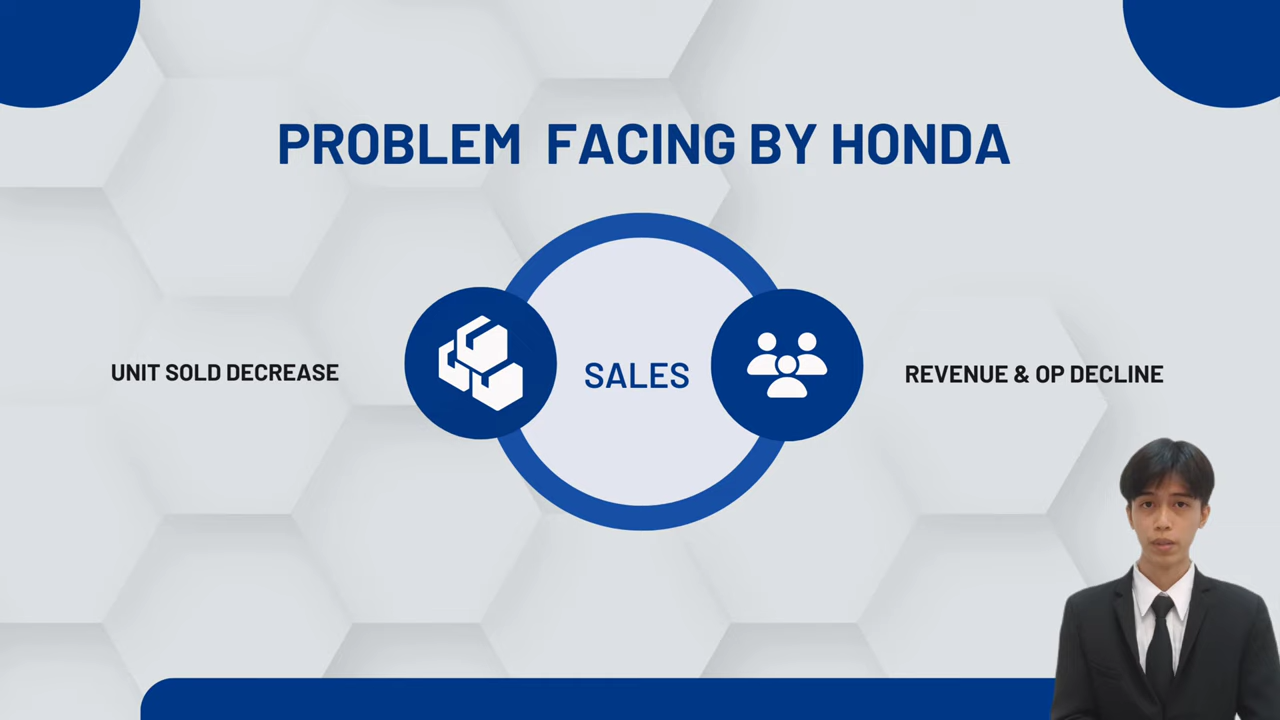 PROBLEM FACING BY HONDA
UNIT SOLD DECREASE
SALES
REVENUE & OP DECLINE